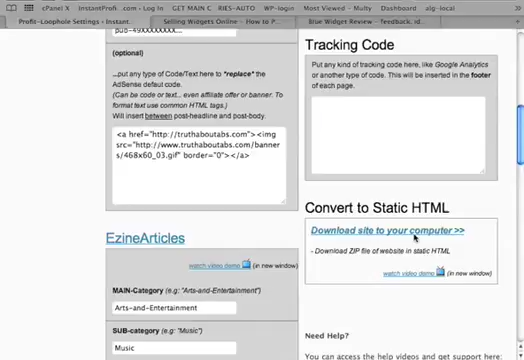 cPanel X InstantProfi... - Log In GET MAIN C RIES-AUTO WP-login Most Viewed - Multy Dashboard alg-local
Profit-Loophole Settings - Instant... Selling Widgets Online - How to P... Blue Widget Review - feedback, id
pub-49XXXXXXXXX...
(optional)
...put any type of Code/Text here to "replace" the
AdSense defaut code.
(Can be code or text... even affiliate offer or banner. To
format text use common HTML tags.)
Will insert between post-headline and post-body.
<a href="http://truthaboutabs.com"><img
src="http://www.truthaboutabs.com/banner
s/468x60_03.gif" border="0"></a>
EzineArticles
watch video demo (in new window)
MAIN-Category (e.g: "Arts-and-Entertainment")
Arts-and-Entertainment
SUB-category (e.g: "Music")
Music
Tracking Code
Put any kind of tracking code here, like Google Analytics
or another type of code. This will be inserted in the footer
of each page.
Convert to Static HTML
Download site to your computer >>
- Download ZIP file of website in static HTML
watch video demo (in new window)
Need Help?
You can access the help videos and get support here: